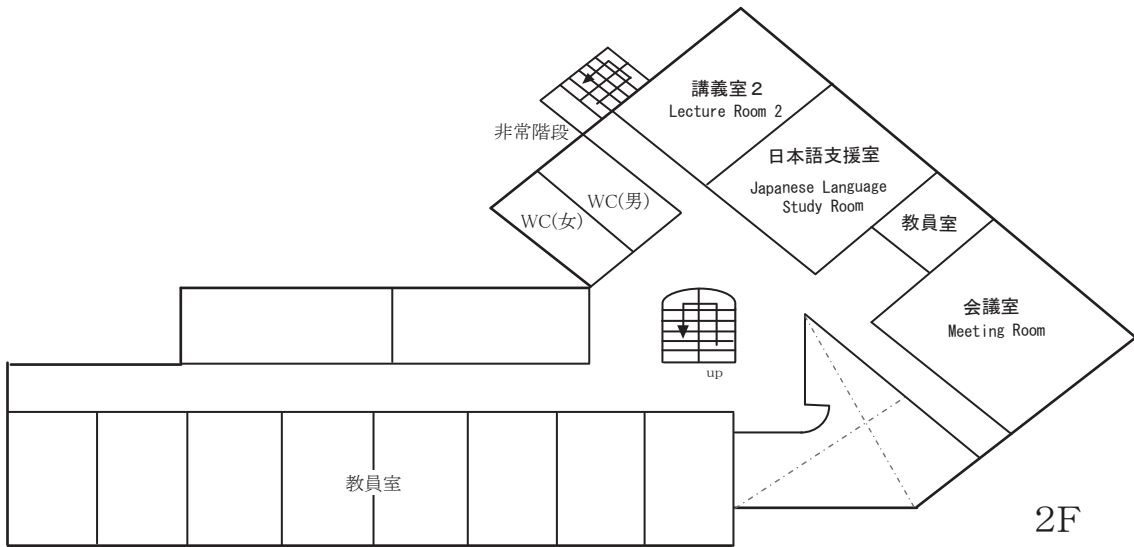 講義室２
Lecture Room 2
非常階段
日本語支援室
Japanese Language
Study Room
WC(男)
WC(女)
教員室
会議室
Meeting Room
up
教員室
2F